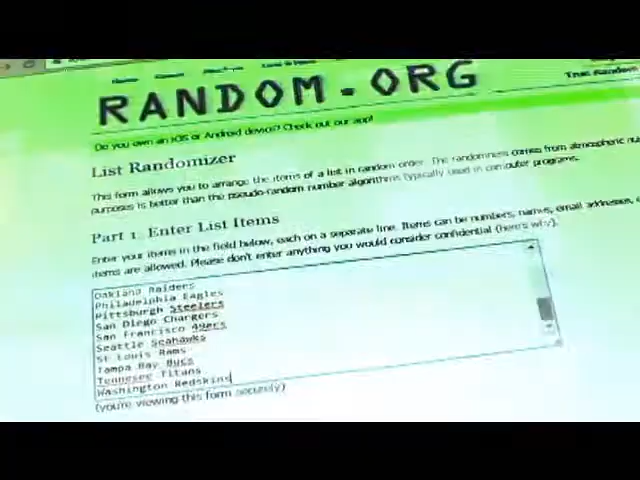 RANDOM.ORG
True Random
Do you own an iOS or Android device? Check out our app!
List Randomizer
This form allows you to arrange the items of a list in random order. The randomness comes from atmospheric
purposes is better than the pseudo-random number algorithms typically used in computer programs.
Part 1: Enter List Items
Enter your items in the field below, each on a separate line. Items can be numbers, names, email addresses,
items are allowed. Please don't enter anything you would consider confidential (here's why).
Oakland Raiders
Philadelphia Eagles
Pittsburgh Steelers
San Diego Chargers
San Francisco 49ers
Seattle Seahawks
St Louis Rams
Tampa Bay Bucs
Washington Redskins
(you're viewing this form securely)